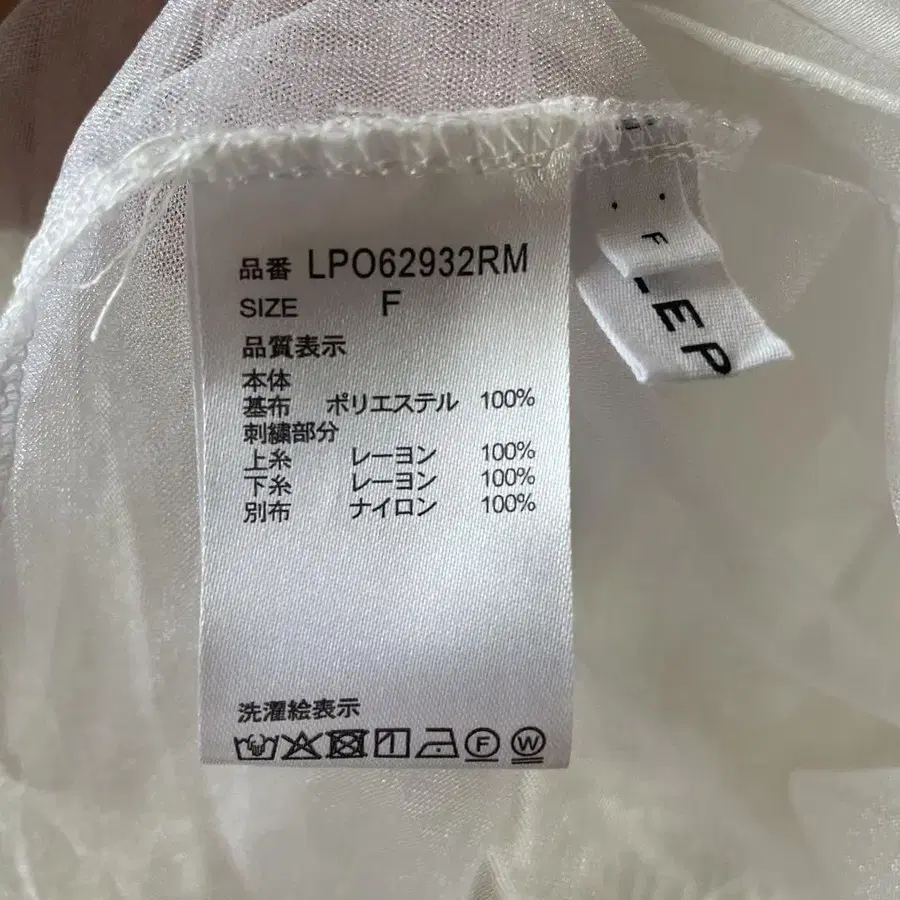 品番 LPO62932RM
SIZE F
品質表示
本体
基布 ポリエステル 100%
刺繍部分
上糸 レーヨン 100%
下糸 レーヨン 100%
別布 ナイロン 100%
洗濯絵表示
F W
F
LEP